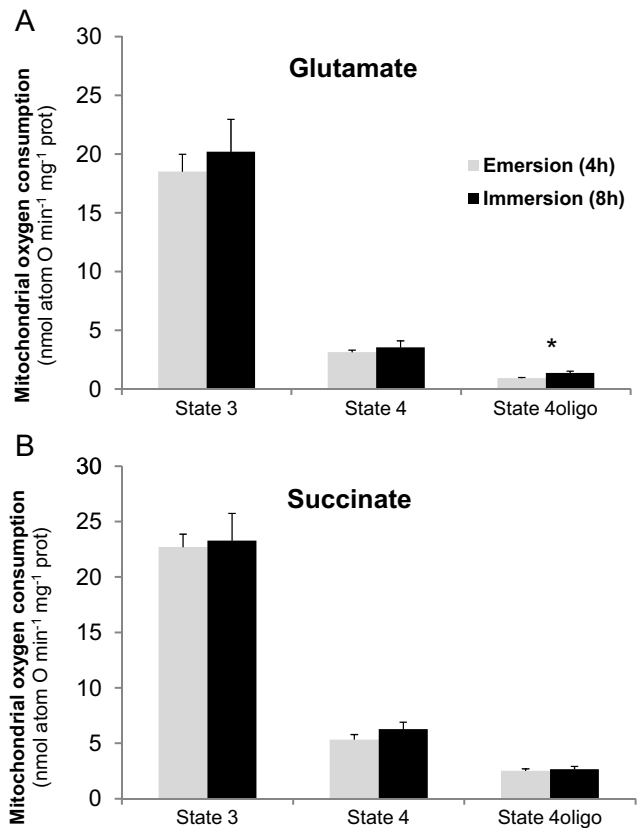 A
Mitochondrial oxygen consumption
(nmol atom O min-1 mg-1 prot)
30
25
20
15
10
5
0
Glutamate
Emersion (4h)
Immersion (8h)
*
State 3
State 4
State 4oligo
B
Mitochondrial oxygen consumption
(nmol atom O min-1 mg-1 prot)
30
25
20
15
10
5
0
Succinate
State 3
State 4
State 4oligo